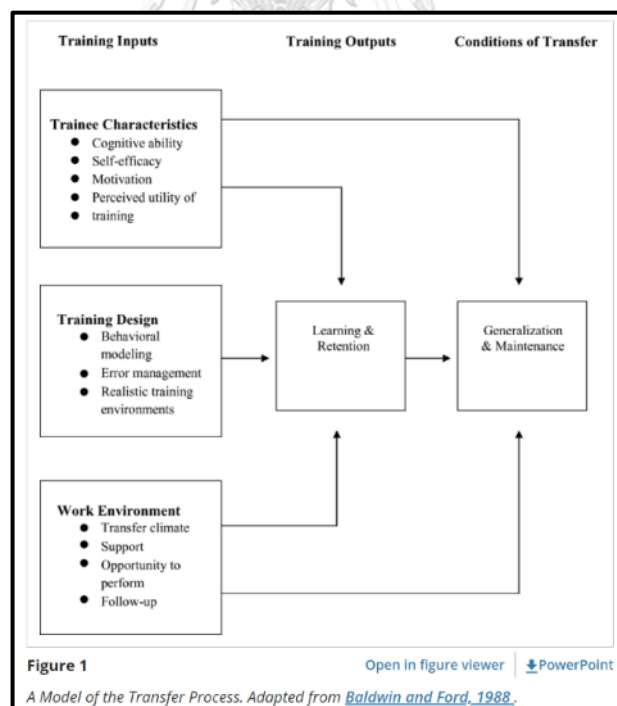 Training Inputs
Training Outputs
Conditions of Transfer
Trainee Characteristics
● Cognitive ability
● Self-efficacy
● Motivation
● Perceived utility of
● training
Training Design
● Behavioral
modeling
● Error management
● Realistic training
environments
Learning &
Retention
Generalization
& Maintenance
Work Environment
● Transfer climate
● Support
● Opportunity to
perform
● Follow-up
Figure 1
Open in figure viewer
PowerPoint
A Model of the Transfer Process. Adapted from Baldwin and Ford, 1988 .